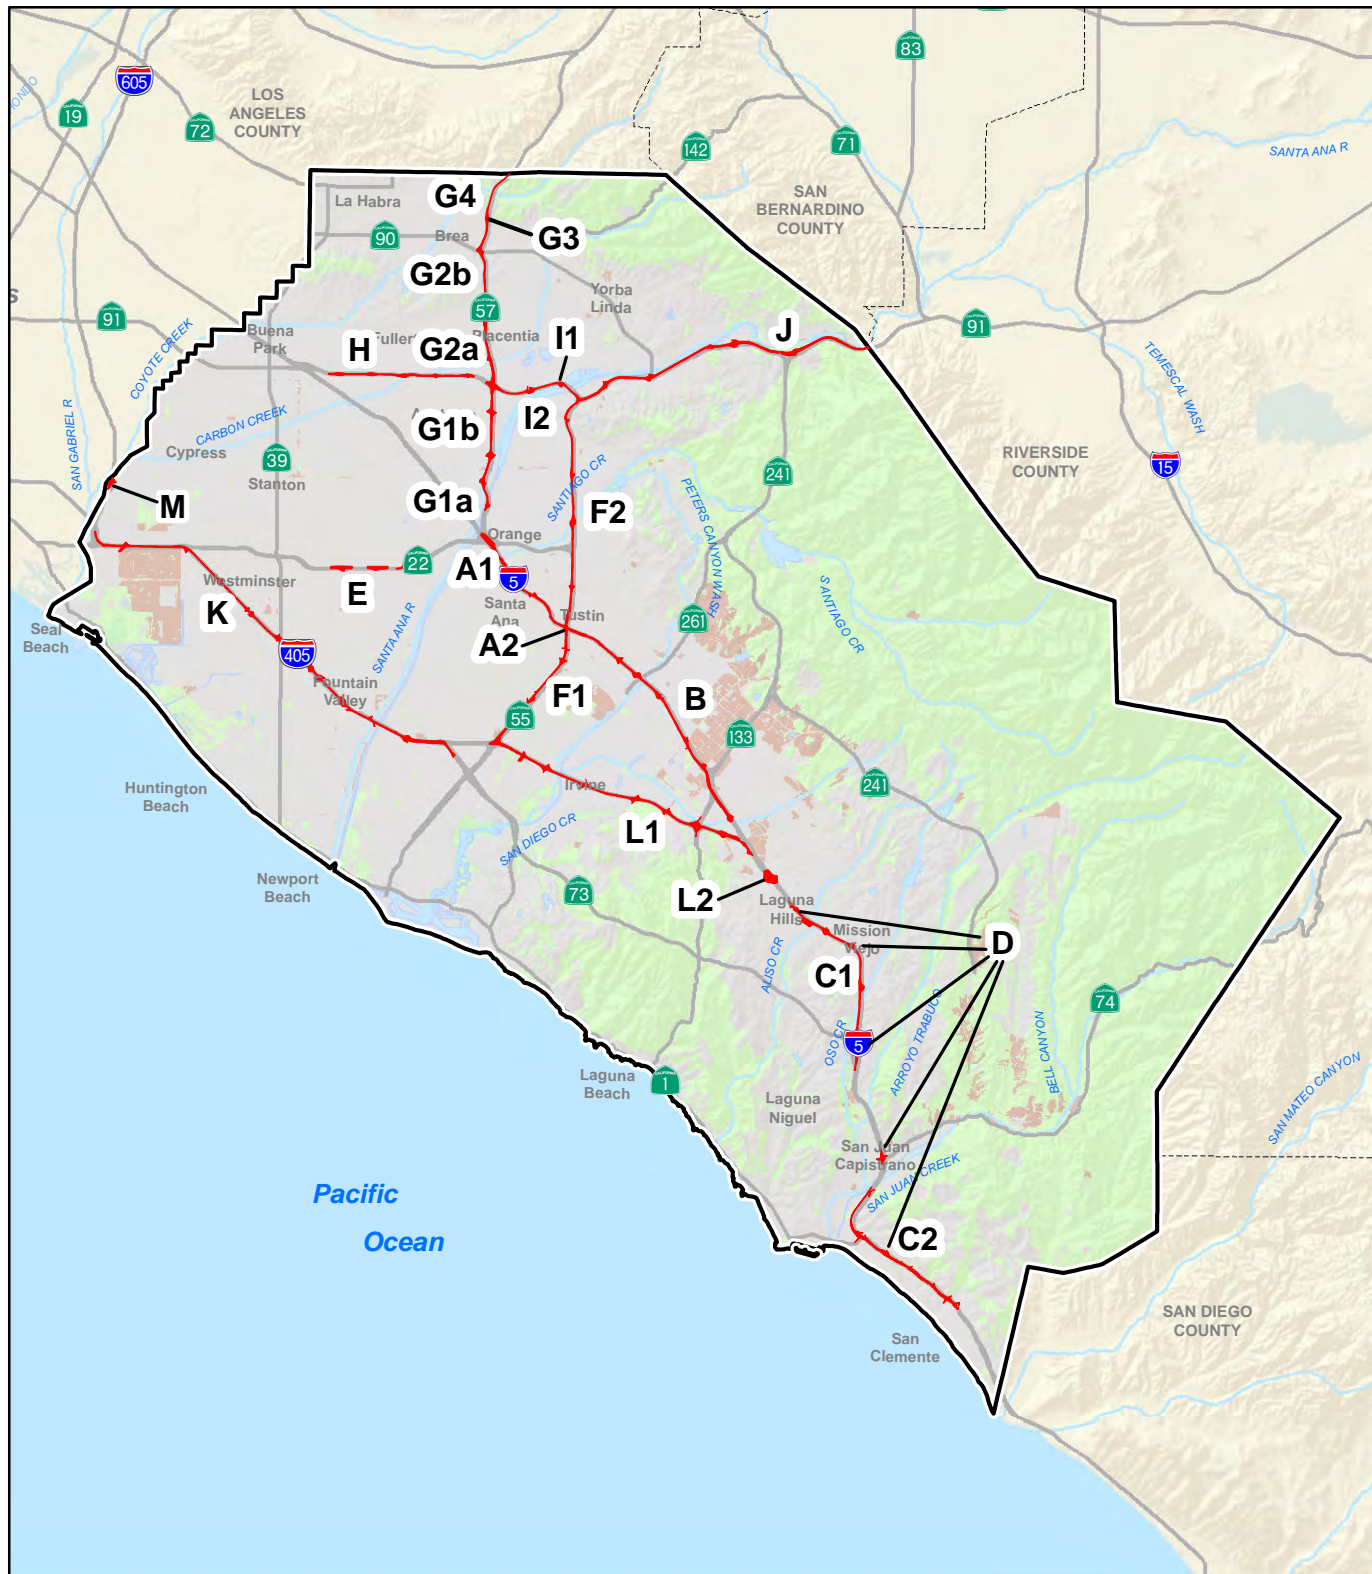 CALIFORNIA
83
605
LOS
ANGELES
COUNTY
19
72
142
71
SANTA ANA R
SAN
BERNARDINO
COUNTY
G4
La Habra
90
Brea
G3
G2b
Yorba
Linda
s
91
57
91
Buena
Park
Placentia
I1
J
H
G2a
TEMESCAL WASH
COYOTE CREEK
I2
G1b
CARBON CREEK
SAN GABRIEL R
Cypress
39
Stanton
RIVERSIDE
COUNTY
15
241
M
G1a
SANTIAGO CR
PETERS CANYON WASH
F2
Orange
22
A1
5
E
Westminster
K
Santa
Ana
Tustin
S SANTIAGO CR
261
Seal
Beach
SANTA ANA R
A2
405
Fountain
Valley
F1
B
55
133
Irvine
241
Huntington
Beach
SAN DIEGO CR
L1
Newport
Beach
73
L2
Laguna
Hills
Mission
Viejo
D
ALISO CR
C1
74
ARROYO TRABUCO
BELL CANYON
OSO CR
5
Laguna
Beach
1
Laguna
Niguel
SAN MATEO CANYON
San Juan
Capistrano
SAN JUAN CREEK
Pacific
Ocean
C2
SAN DIEGO
COUNTY
San
Clemente